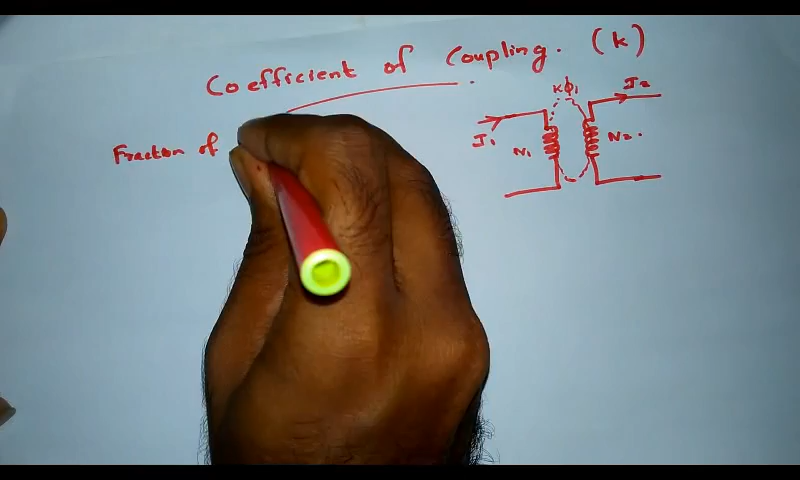 Coefficient of Coupling. (k)
kϕ₁
I₂
I₁
N₁
N₂.
Fraction of